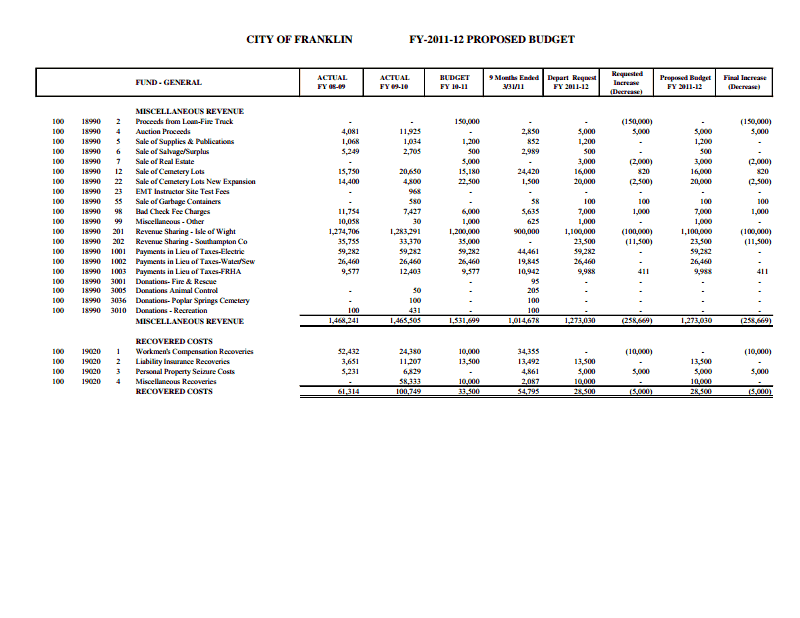 CITY OF FRANKLIN FY-2011-12 PROPOSED BUDGET
FUND - GENERAL ACTUAL FY 08-09 ACTUAL FY 09-10 BUDGET FY 10-11 9 Months Ended 3/31/11 Depart Request FY 2011-12 Requested Increase (Decrease) Proposed Budget FY 2011-12 Final Increase (Decrease)
MISCELLANEOUS REVENUE
100 18990 2 Proceeds from Loan-Fire Truck - - 150,000 - (150,000) - (150,000)
100 18990 4 Auction Proceeds 4,081 11,925 - 2,850 5,000 5,000 5,000 5,000
100 18990 5 Sale of Supplies & Publications 1,068 1,034 1,200 852 1,200 - 1,200 -
100 18990 6 Sale of Salvage/Surplus 5,249 2,705 500 2,989 500 - 500 -
100 18990 7 Sale of Real Estate - 5,000 - 3,000 (2,000) 3,000 (2,000)
100 18990 12 Sale of Cemetery Lots 15,750 20,650 15,180 24,420 16,000 820 16,000 820
100 18990 22 Sale of Cemetery Lots New Expansion 14,400 4,800 22,500 1,500 20,000 (2,500) 20,000 (2,500)
100 18990 23 EMT Instructor Site Test Fees - 968 - - - - - -
100 18990 55 Sale of Garbage Containers - 580 - 58 100 100 100 100
100 18990 98 Bad Check Fee Charges 11,754 7,427 6,000 5,635 7,000 1,000 7,000 1,000
100 18990 99 Miscellaneous - Other 10,058 30 1,000 625 1,000 - 1,000 -
100 18990 201 Revenue Sharing - Isle of Wight 1,274,706 1,283,291 1,200,000 900,000 1,100,000 (100,000) 1,100,000 (100,000)
100 18990 202 Revenue Sharing - Southampton Co 35,755 33,370 35,000 - 23,500 (11,500) 23,500 (11,500)
100 18990 1001 Payments in Lieu of Taxes-Electric 59,282 59,282 59,282 44,461 59,282 - 59,282 -
100 18990 1002 Payments in Lieu of Taxes-Water/Sew 26,460 26,460 26,460 19,845 26,460 - 26,460 -
100 18990 1003 Payments in Lieu of Taxes-FRHA 9,577 12,403 9,577 10,942 9,988 411 9,988 411
100 18990 3001 Donations- Fire & Rescue - 95 - - - -
100 18990 3005 Donations Animal Control - 50 - 205 - - - -
100 18990 3036 Donations- Poplar Springs Cemetery - 100 - 100 - - - -
100 18990 3010 Donations - Recreation 100 431 - 100 - - - -
MISCELLANEOUS REVENUE 1,468,241 1,465,505 1,531,699 1,014,678 1,273,030 (258,669) 1,273,030 (258,669)
RECOVERED COSTS
100 19020 1 Workmen's Compensation Recoveries 52,432 24,380 10,000 34,355 - (10,000) - (10,000)
100 19020 2 Liability Insurance Recoveries 3,651 11,207 13,500 13,492 13,500 - 13,500 -
100 19020 3 Personal Property Seizure Costs 5,231 6,829 - 4,861 5,000 5,000 5,000 5,000
100 19020 4 Miscellaneous Recoveries - 58,333 10,000 2,087 10,000 - 10,000 -
RECOVERED COSTS 61,314 100,749 33,500 54,795 28,500 (5,000) 28,500 (5,000)